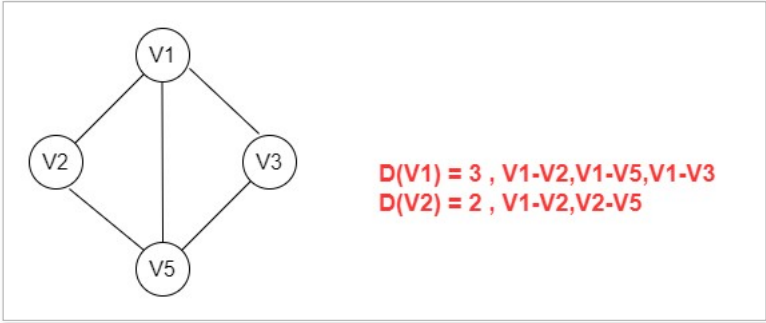 V1
V2
V3
D(V1) = 3 , V1-V2,V1-V5,V1-V3
D(V2) = 2 , V1-V2,V2-V5
V5